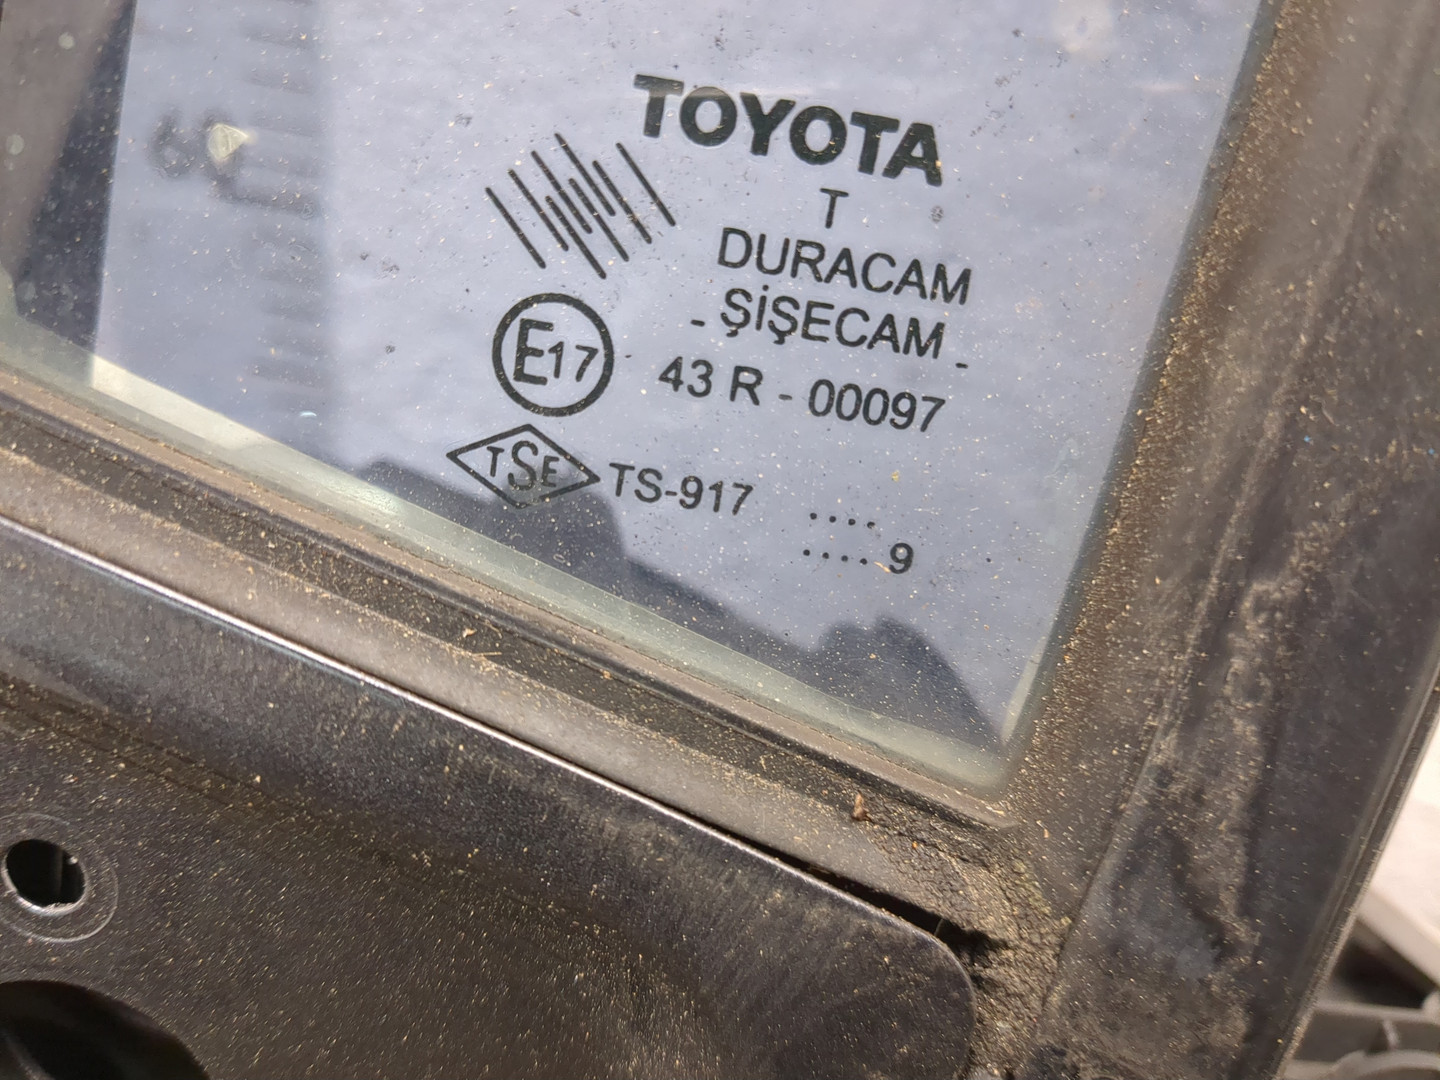 TOYOTA
T
DURACAM
- ŞİŞECAM -
E17 43 R - 00097
TSE TS-917 ....
.... 9